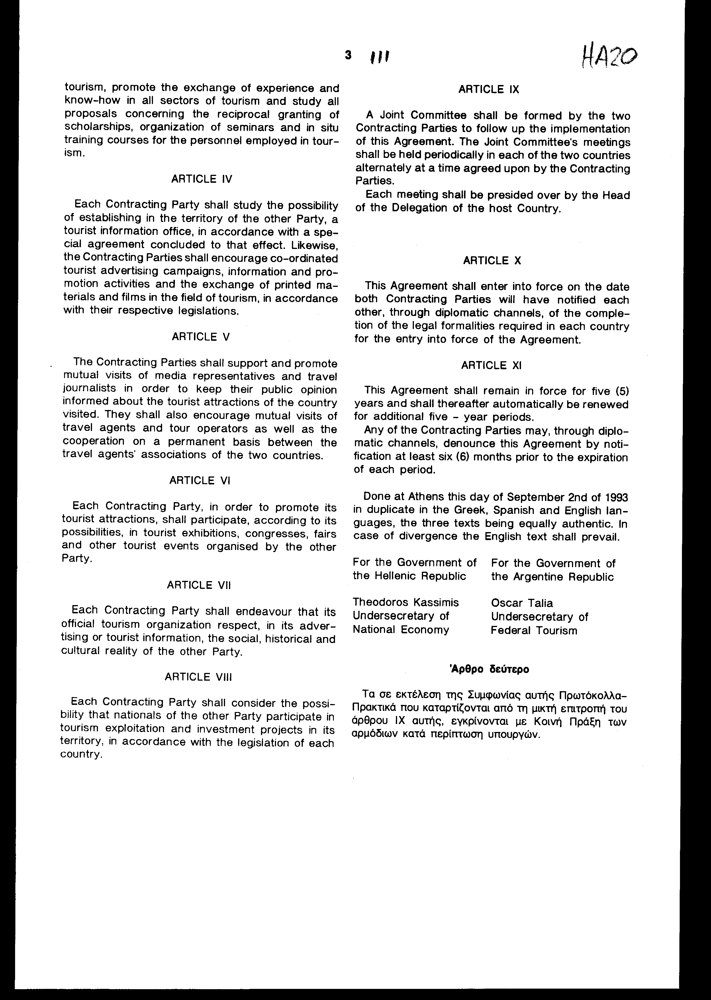 3 111 HA20
tourism, promote the exchange of experience and
know-how in all sectors of tourism and study all
proposals concerning the reciprocal granting of
scholarships, organization of seminars and in situ
training courses for the personnel employed in tour-
ism.
ARTICLE IV
Each Contracting Party shall study the possibility
of establishing in the territory of the other Party, a
tourist information office, in accordance with a spe-
cial agreement concluded to that effect. Likewise,
the Contracting Parties shall encourage co-ordinated
tourist advertising campaigns, information and pro-
motion activities and the exchange of printed ma-
terials and films in the field of tourism, in accordance
with their respective legislations.
ARTICLE V
The Contracting Parties shall support and promote
mutual visits of media representatives and travel
journalists in order to keep their public opinion
informed about the tourist attractions of the country
visited. They shall also encourage mutual visits of
travel agents and tour operators as well as the
cooperation on a permanent basis between the
travel agents' associations of the two countries.
ARTICLE VI
Each Contracting Party, in order to promote its
tourist attractions, shall participate, according to its
possibilities, in tourist exhibitions, congresses, fairs
and other tourist events organised by the other
Party.
ARTICLE VII
Each Contracting Party shall endeavour that its
official tourism organization respect, in its adver-
tising or tourist information, the social, historical and
cultural reality of the other Party.
ARTICLE VIII
Each Contracting Party shall consider the possi-
bility that nationals of the other Party participate in
tourism exploitation and investment projects in its
territory, in accordance with the legislation of each
country.
ARTICLE IX
A Joint Committee shall be formed by the two
Contracting Parties to follow up the implementation
of this Agreement. The Joint Committee's meetings
shall be held periodically in each of the two countries
alternately at a time agreed upon by the Contracting
Parties.
Each meeting shall be presided over by the Head
of the Delegation of the host Country.
ARTICLE X
This Agreement shall enter into force on the date
both Contracting Parties will have notified each
other, through diplomatic channels, of the comple-
tion of the legal formalities required in each country
for the entry into force of the Agreement.
ARTICLE XI
This Agreement shall remain in force for five (5)
years and shall thereafter automatically be renewed
for additional five - year periods.
Any of the Contracting Parties may, through diplo-
matic channels, denounce this Agreement by noti-
fication at least six (6) months prior to the expiration
of each period.
Done at Athens this day of September 2nd of 1993
in duplicate in the Greek, Spanish and English lan-
guages, the three texts being equally authentic. In
case of divergence the English text shall prevail.
For the Government of For the Government of
the Hellenic Republic the Argentine Republic
Theodoros Kassimis Oscar Talia
Undersecretary of Undersecretary of
National Economy Federal Tourism
Άρθρο δεύτερο
Τα σε εκτέλεση της Συμφωνίας αυτής Πρωτόκολλα-
Πρακτικά που καταρτίζονται από τη μικτή επιτροπή του
άρθρου IX αυτής, εγκρίνονται με Κοινή Πράξη των
αρμόδιων κατά περίπτωση υπουργών.